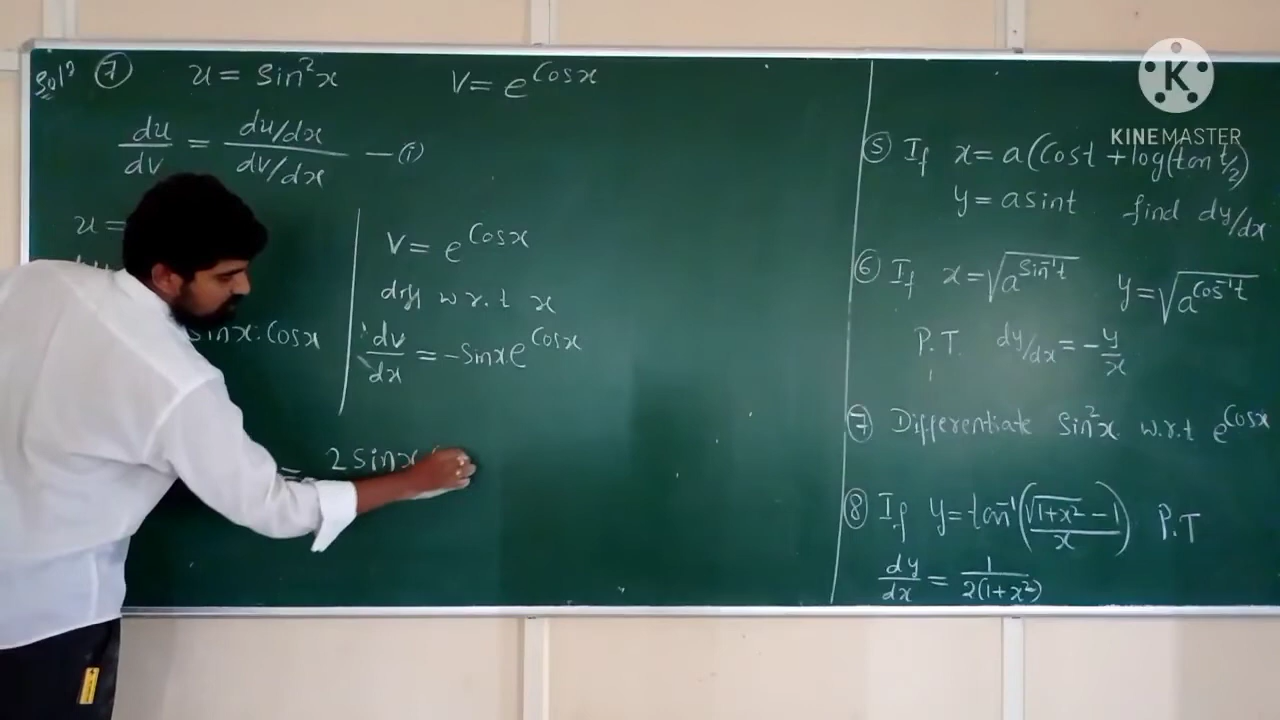 Solⁿ ⑦ u = Sin²x V = e^Cosx
du/dv = (du/dx)/(dv/dx) — (i)
u =
Sinx.Cosx
V = e^Cosx
diff w.r.t x
dv/dx = -Sinx e^Cosx
= 2 Sinx
⑤ If x = a(Cost + log(tan t/2)
y = a sint find dy/dx
⑥ If x = √(a^Sin⁻¹t) y = √(a^Cos⁻¹t)
P.T. dy/dx = -y/x
⑦ Differentiate Sin²x w.r.t e^Cosx
⑧ If y = tan⁻¹((√(1+x²) - 1)/x) P.T
dy/dx = 1/(2(1+x²))
K
KINEMASTER